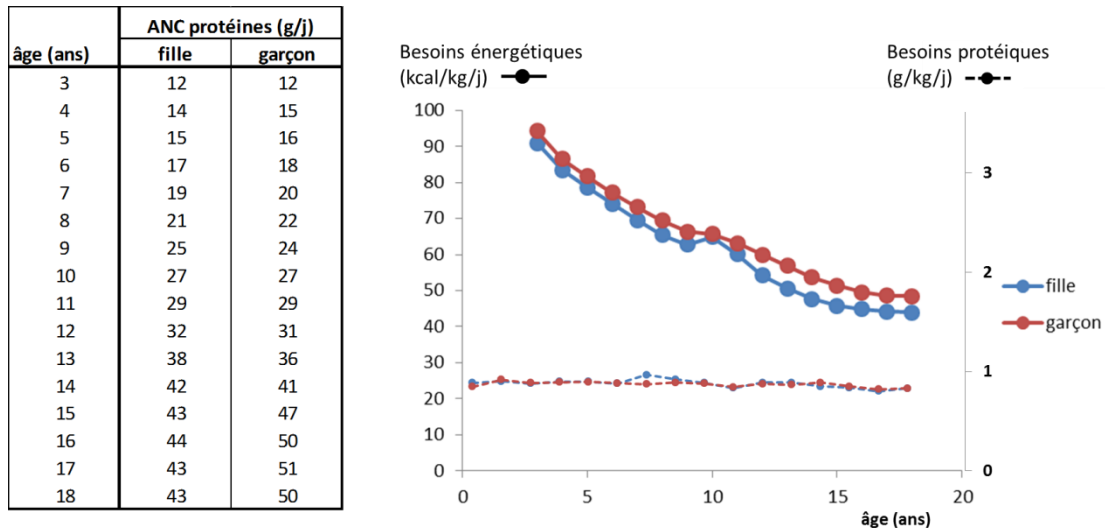 ANC protéines (g/j)
âge (ans) fille garçon
3 12 12
4 14 15
5 15 16
6 17 18
7 19 20
8 21 22
9 25 24
10 27 27
11 29 29
12 32 31
13 38 36
14 42 41
15 43 47
16 44 50
17 43 51
18 43 50
Besoins énergétiques
(kcal/kg/j)
Besoins protéiques
(g/kg/j)
100
90
80
70
60
50
40
30
20
10
0
3
2
1
0
fille
garçon
0 5 10 15 20
âge (ans)